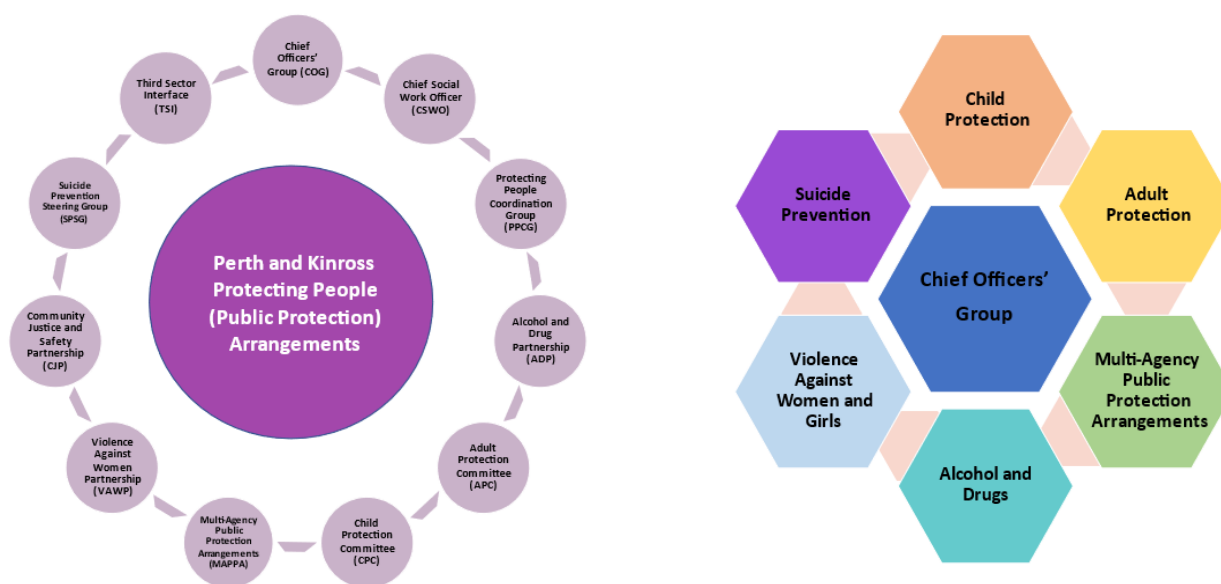 Chief
Officers’
Group (COG)
Chief Social
Work Officer
(CSWO)
Protecting
People
Coordination
Group
(PPCG)
Alcohol and
Drug
Partnership
(ADP)
Adult
Protection
Committee
(APC)
Child
Protection
Committee
(CPC)
Multi-Agency
Public
Protection
Arrangements
(MAPPA)
Violence
Against
Women
Partnership
(VAWP)
Community
Justice and
Safety
Partnership
(CJP)
Suicide
Prevention
Steering Group
(SPSG)
Third Sector
Interface
(TSI)
Perth and Kinross
Protecting People
(Public Protection)
Arrangements
Child
Protection
Adult
Protection
Multi-Agency
Public
Protection
Arrangements
Alcohol and
Drugs
Violence
Against
Women and
Girls
Suicide
Prevention
Chief Officers’
Group